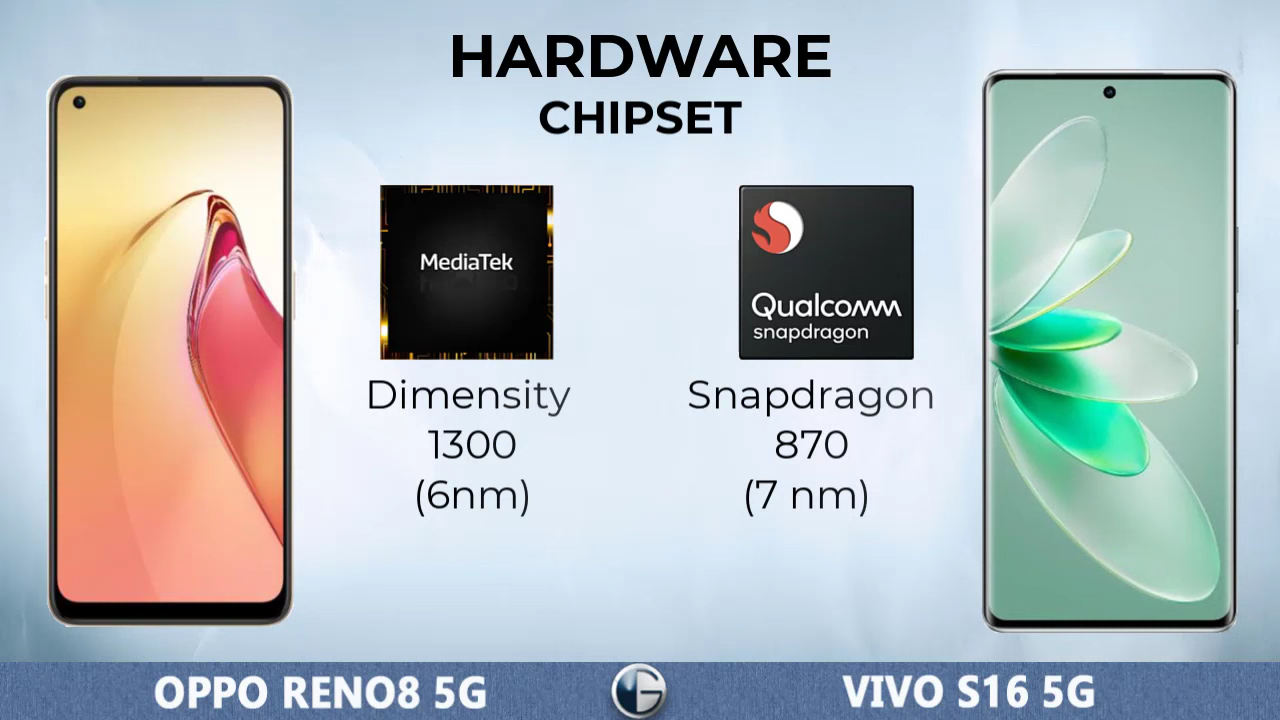 HARDWARE
CHIPSET
MediaTek
Dimensity
1300
(6nm)
Qualcomm
snapdragon
Snapdragon
870
(7 nm)
OPPO RENO8 5G
VIVO S16 5G